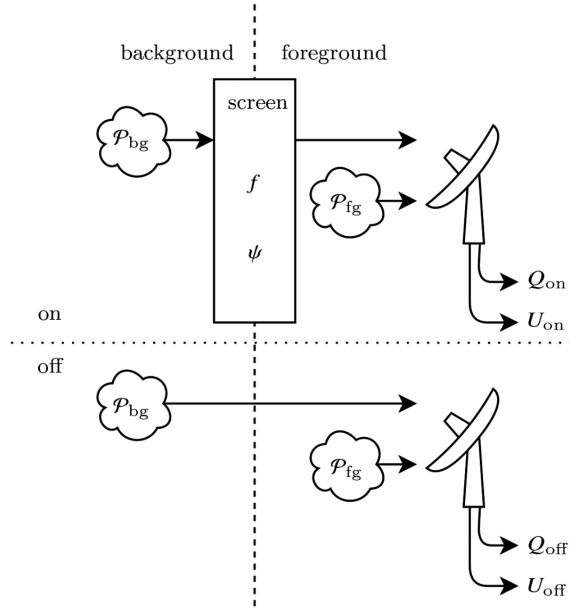 background foreground
screen
𝒫bg
f
𝒫fg
ψ
Qon
on
Uon
off
𝒫bg
𝒫fg
Qoff
Uoff